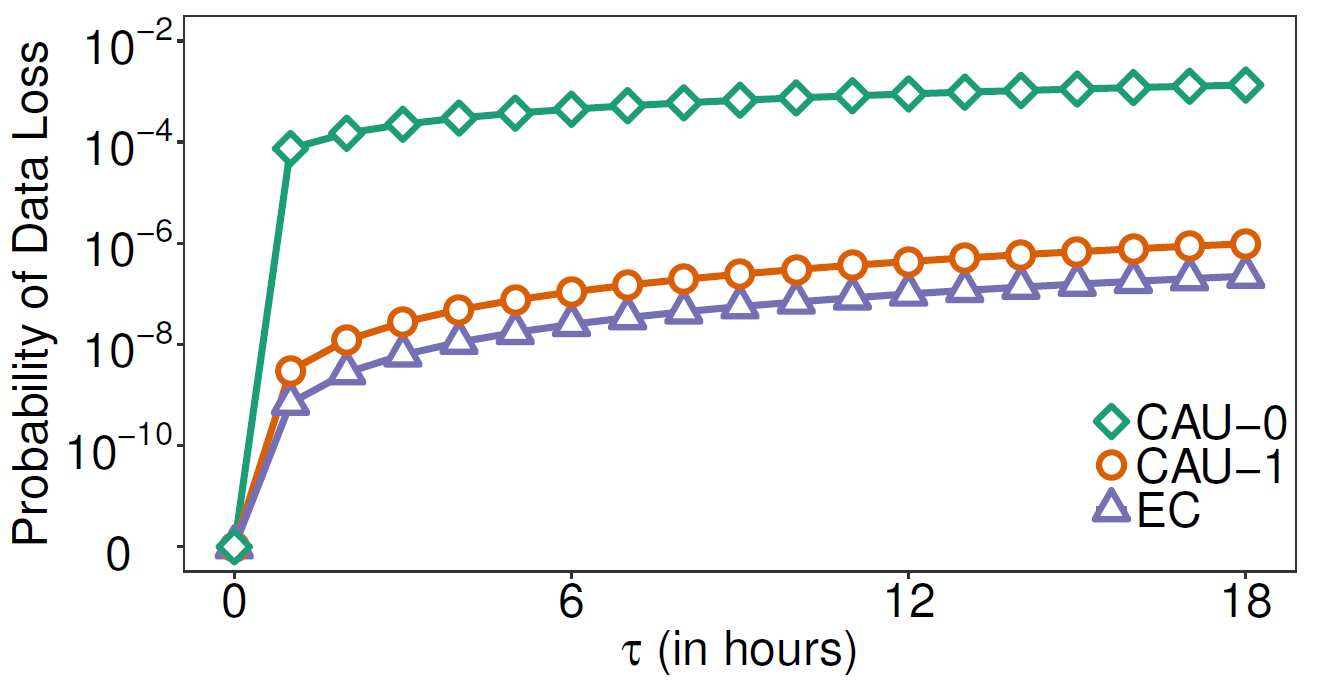 Probability of Data Loss
10⁻²
10⁻⁴
10⁻⁶
10⁻⁸
10⁻¹⁰
0
CAU−0
CAU−1
EC
0 6 12 18
τ (in hours)